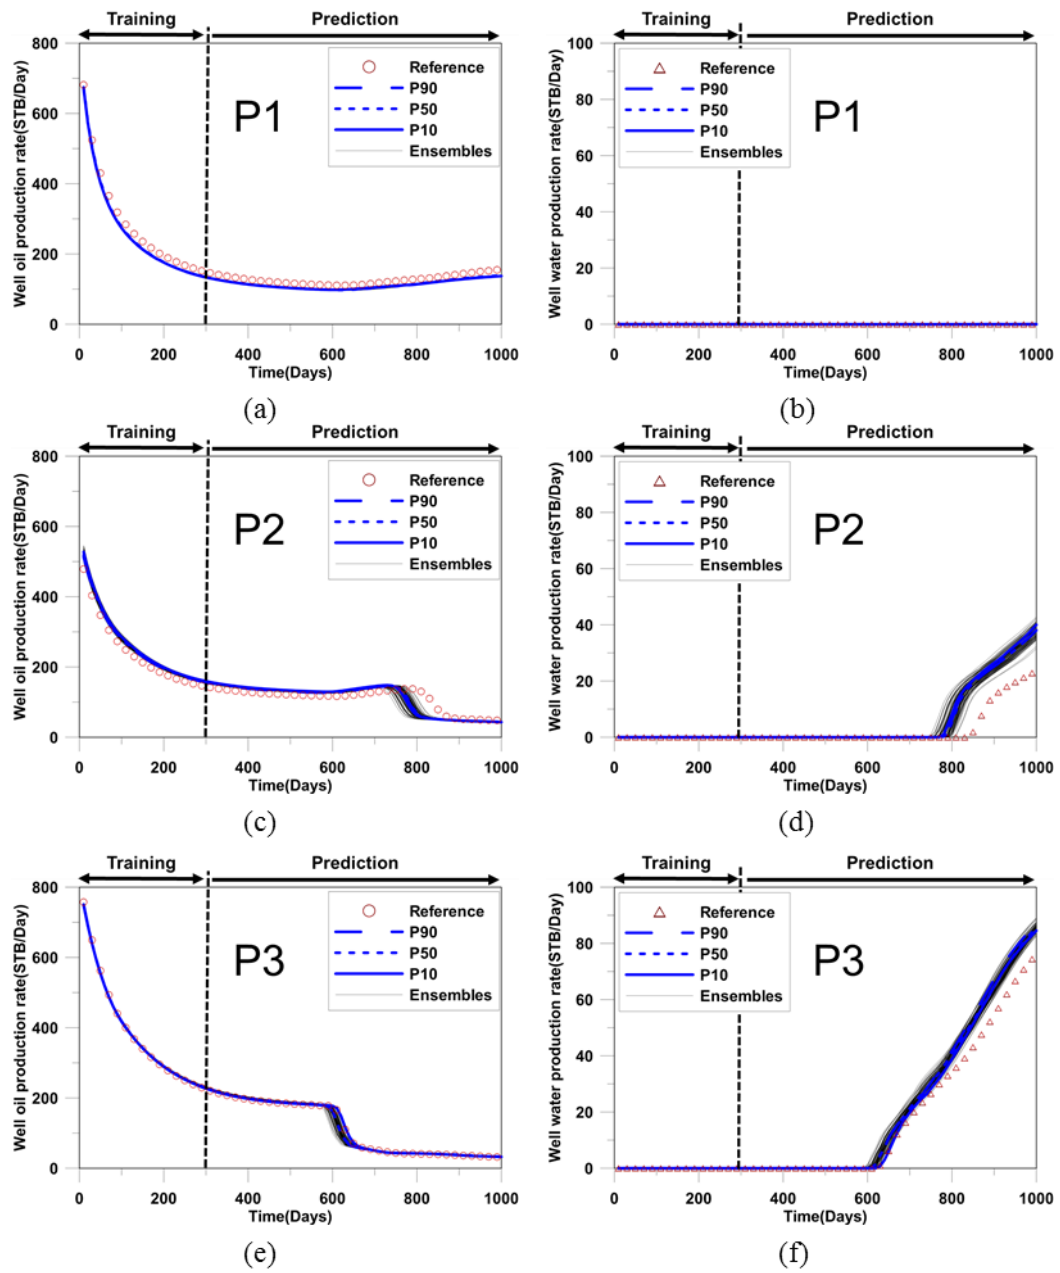 Training Prediction
800
600
400
200
0
Well oil production rate(STB/Day)
P1
Reference
P90
P50
P10
Ensembles
0 200 400 600 800 1000
Time(Days)
(a)
Training Prediction
100
80
60
40
20
0
Well water production rate(STB/Day)
Reference
P90
P50
P10
Ensembles
P1
0 200 400 600 800 1000
Time(Days)
(b)
Training Prediction
800
600
400
200
0
Well oil production rate(STB/Day)
P2
Reference
P90
P50
P10
Ensembles
0 200 400 600 800 1000
Time(Days)
(c)
Training Prediction
100
80
60
40
20
0
Well water production rate(STB/Day)
Reference
P90
P50
P10
Ensembles
P2
0 200 400 600 800 1000
Time(Days)
(d)
Training Prediction
800
600
400
200
0
Well oil production rate(STB/Day)
P3
Reference
P90
P50
P10
Ensembles
0 200 400 600 800 1000
Time(Days)
(e)
Training Prediction
100
80
60
40
20
0
Well water production rate(STB/Day)
Reference
P90
P50
P10
Ensembles
P3
0 200 400 600 800 1000
Time(Days)
(f)